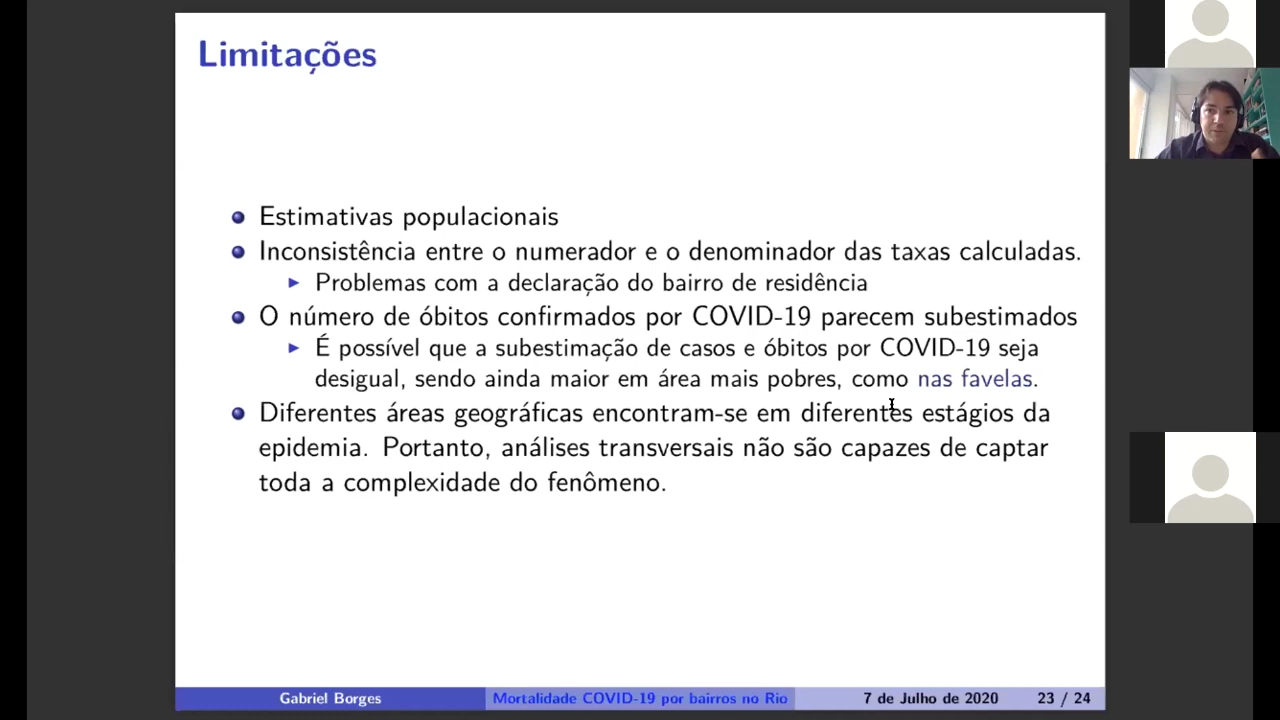 Limitações
Estimativas populacionais
Inconsistência entre o numerador e o denominador das taxas calculadas.
Problemas com a declaração do bairro de residência
O número de óbitos confirmados por COVID-19 parecem subestimados
É possível que a subestimação de casos e óbitos por COVID-19 seja
desigual, sendo ainda maior em área mais pobres, como nas favelas.
Diferentes áreas geográficas encontram-se em diferentes estágios da
epidemia. Portanto, análises transversais não são capazes de captar
toda a complexidade do fenômeno.
Gabriel Borges Mortalidade COVID-19 por bairros no Rio 7 de Julho de 2020 23 / 24